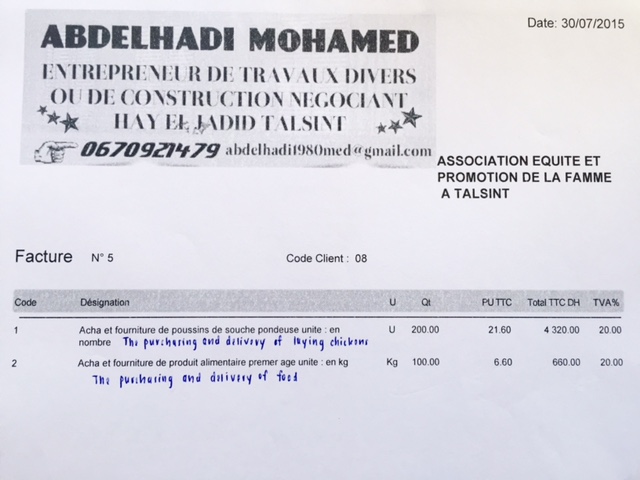 Date: 30/07/2015
ABDELHADI MOHAMED
ENTREPRENEUR DE TRAVAUX DIVERS
OU DE CONSTRUCTION NEGOCIANT
HAY EL JADID TALSINT
0670921479 abdelhadi1980med@gmail.com
ASSOCIATION EQUITE ET
PROMOTION DE LA FAMME
A TALSINT
Facture N° 5 Code Client : 08
Code Désignation U Qt PU TTC Total TTC DH TVA%
1 Acha et fourniture de poussins de souche pondeuse unite : en U 200.00 21.60 4 320.00 20.00
nombre The purchasing and delivery of laying chickens
2 Acha et fourniture de produit alimentaire premer age unite : en kg Kg 100.00 6.60 660.00 20.00
The purchasing and delivery of food